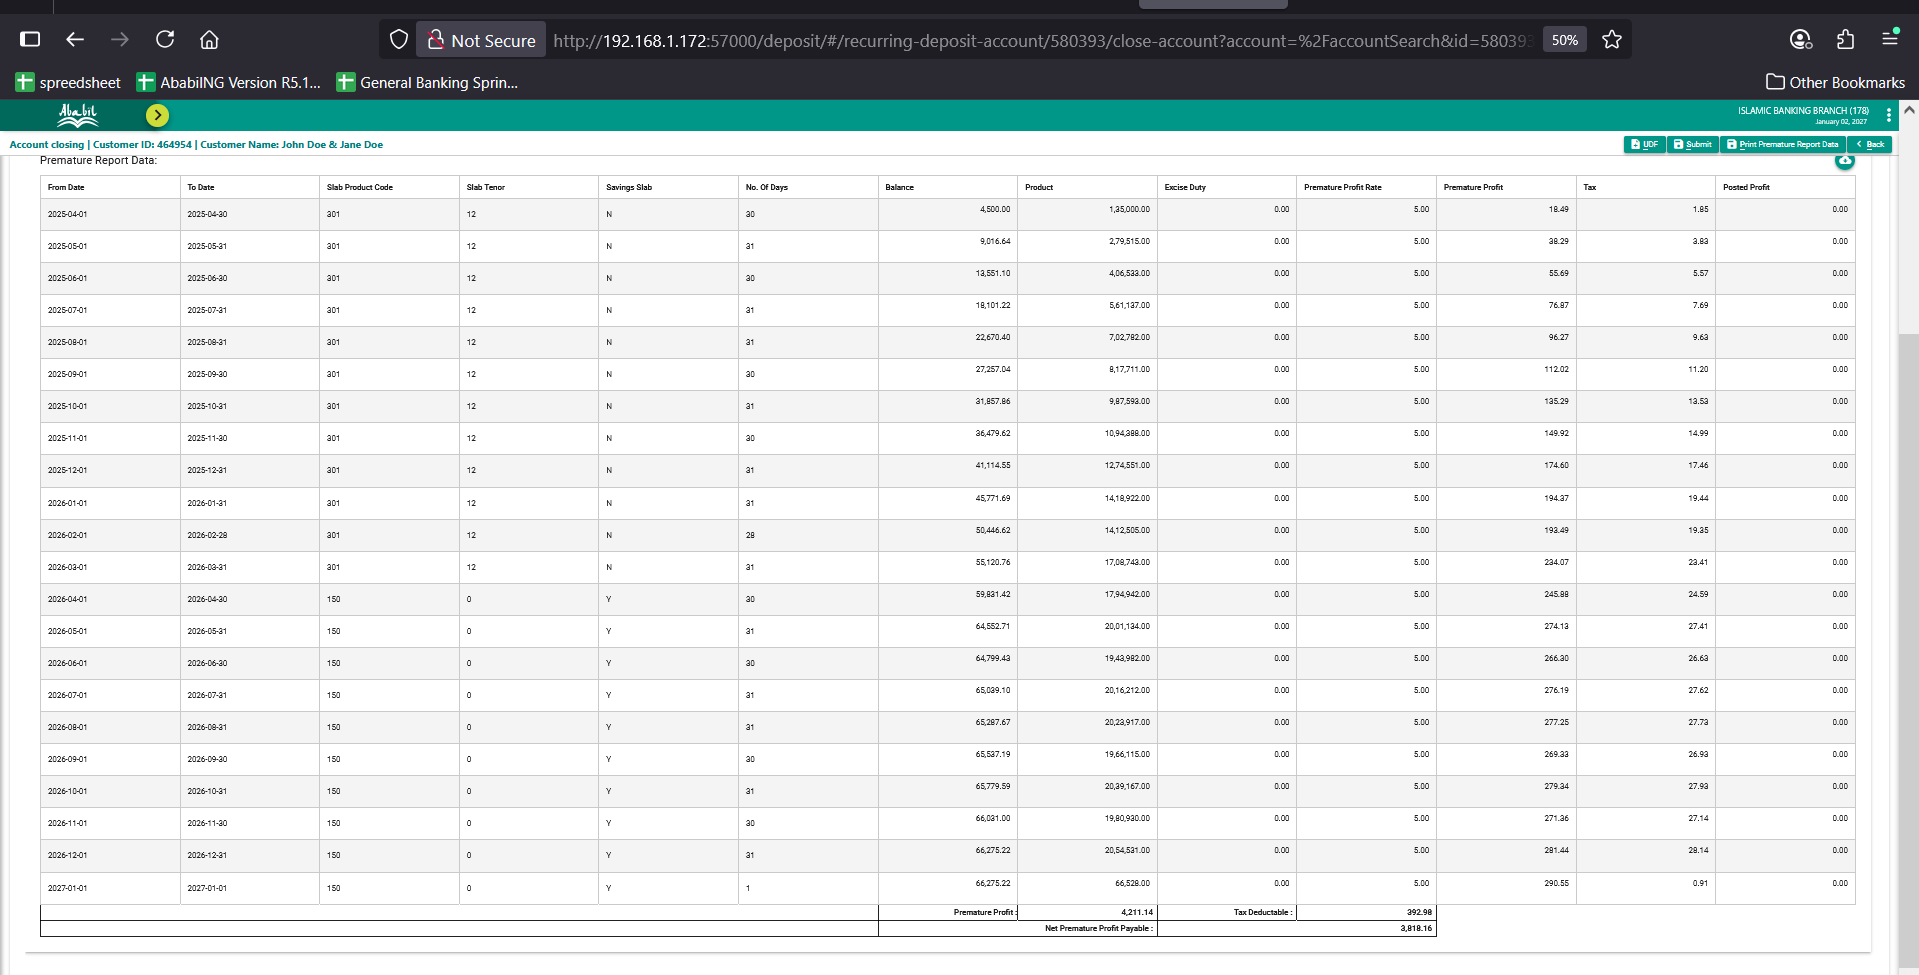 Not Secure http://192.168.1.172:57000/deposit/#/recurring-deposit-account/580393/close-account?account=%2FaccountSearch&id=580393 50%
spreedsheet AbabilNG Version R5.1... General Banking Sprin... Other Bookmarks
Ababil ISLAMIC BANKING BRANCH (178)
January 02, 2027
Account closing | Customer ID: 464954 | Customer Name: John Doe & Jane Doe UDF Submit Print Premature Report Data Back
Premature Report Data:
From Date To Date Slab Product Code Slab Tenor Savings Slab No. Of Days Balance Product Excise Duty Premature Profit Rate Premature Profit Tax Posted Profit
2025-04-01 2025-04-30 301 12 N 30 4,500.00 1,35,000.00 0.00 5.00 18.49 1.85 0.00
2025-05-01 2025-05-31 301 12 N 31 9,016.64 2,79,515.00 0.00 5.00 38.29 3.83 0.00
2025-06-01 2025-06-30 301 12 N 30 13,551.10 4,06,533.00 0.00 5.00 55.69 5.57 0.00
2025-07-01 2025-07-31 301 12 N 31 18,101.22 5,61,137.00 0.00 5.00 76.87 7.69 0.00
2025-08-01 2025-08-31 301 12 N 31 22,670.40 7,02,782.00 0.00 5.00 96.27 9.63 0.00
2025-09-01 2025-09-30 301 12 N 30 27,257.04 8,17,711.00 0.00 5.00 112.02 11.20 0.00
2025-10-01 2025-10-31 301 12 N 31 31,857.86 9,87,593.00 0.00 5.00 135.29 13.53 0.00
2025-11-01 2025-11-30 301 12 N 30 36,479.62 10,94,388.00 0.00 5.00 149.92 14.99 0.00
2025-12-01 2025-12-31 301 12 N 31 41,114.55 12,74,551.00 0.00 5.00 174.60 17.46 0.00
2026-01-01 2026-01-31 301 12 N 31 45,771.69 14,18,922.00 0.00 5.00 194.37 19.44 0.00
2026-02-01 2026-02-28 301 12 N 28 50,446.62 14,12,505.00 0.00 5.00 193.49 19.35 0.00
2026-03-01 2026-03-31 301 12 N 31 55,120.76 17,08,743.00 0.00 5.00 234.07 23.41 0.00
2026-04-01 2026-04-30 150 0 Y 30 59,831.42 17,94,942.00 0.00 5.00 245.88 24.59 0.00
2026-05-01 2026-05-31 150 0 Y 31 64,552.71 20,01,134.00 0.00 5.00 274.13 27.41 0.00
2026-06-01 2026-06-30 150 0 Y 30 64,799.43 19,43,982.00 0.00 5.00 266.30 26.63 0.00
2026-07-01 2026-07-31 150 0 Y 31 65,039.10 20,16,212.00 0.00 5.00 276.19 27.62 0.00
2026-08-01 2026-08-31 150 0 Y 31 65,287.67 20,23,917.00 0.00 5.00 277.25 27.73 0.00
2026-09-01 2026-09-30 150 0 Y 30 65,537.19 19,66,115.00 0.00 5.00 269.33 26.93 0.00
2026-10-01 2026-10-31 150 0 Y 31 65,779.59 20,39,167.00 0.00 5.00 279.34 27.93 0.00
2026-11-01 2026-11-30 150 0 Y 30 66,031.00 19,80,930.00 0.00 5.00 271.36 27.14 0.00
2026-12-01 2026-12-31 150 0 Y 31 66,275.22 20,54,531.00 0.00 5.00 281.44 28.14 0.00
2027-01-01 2027-01-01 150 0 Y 1 66,275.22 66,528.00 0.00 5.00 290.55 0.91 0.00
Premature Profit : 4,211.14 Tax Deductable : 392.98
Net Premature Profit Payable : 3,818.16